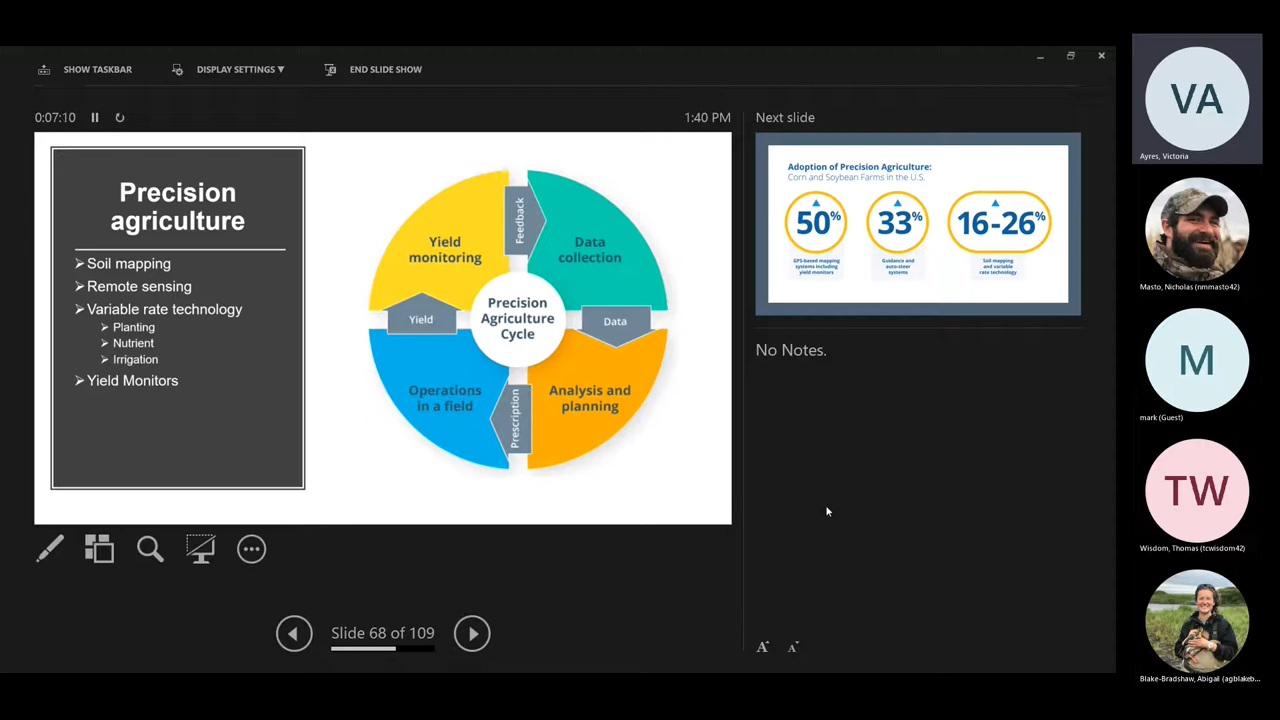 SHOW TASKBAR
DISPLAY SETTINGS ▼
END SLIDE SHOW
0:07:10
1:40 PM
Precision
agriculture
➢Soil mapping
➢Remote sensing
➢Variable rate technology
➢ Planting
➢ Nutrient
➢ Irrigation
➢Yield Monitors
Yield
monitoring
Feedback
Data
collection
Precision
Agriculture
Cycle
Yield
Data
Operations
in a field
Prescription
Analysis and
planning
Next slide
Adoption of Precision Agriculture:
Corn and Soybean Farms in the U.S.
50%
33%
16-26%
GPS-based mapping
systems including
yield monitors
Guidance and
auto-steer
systems
Soil mapping
and variable
rate technology
No Notes.
Slide 68 of 109
A
A
VA
Ayres, Victoria
Masto, Nicholas (nmmasto42)
M
mark (Guest)
TW
Wisdom, Thomas (tcwisdom42)
Blake-Bradshaw, Abigail (agblakeb...